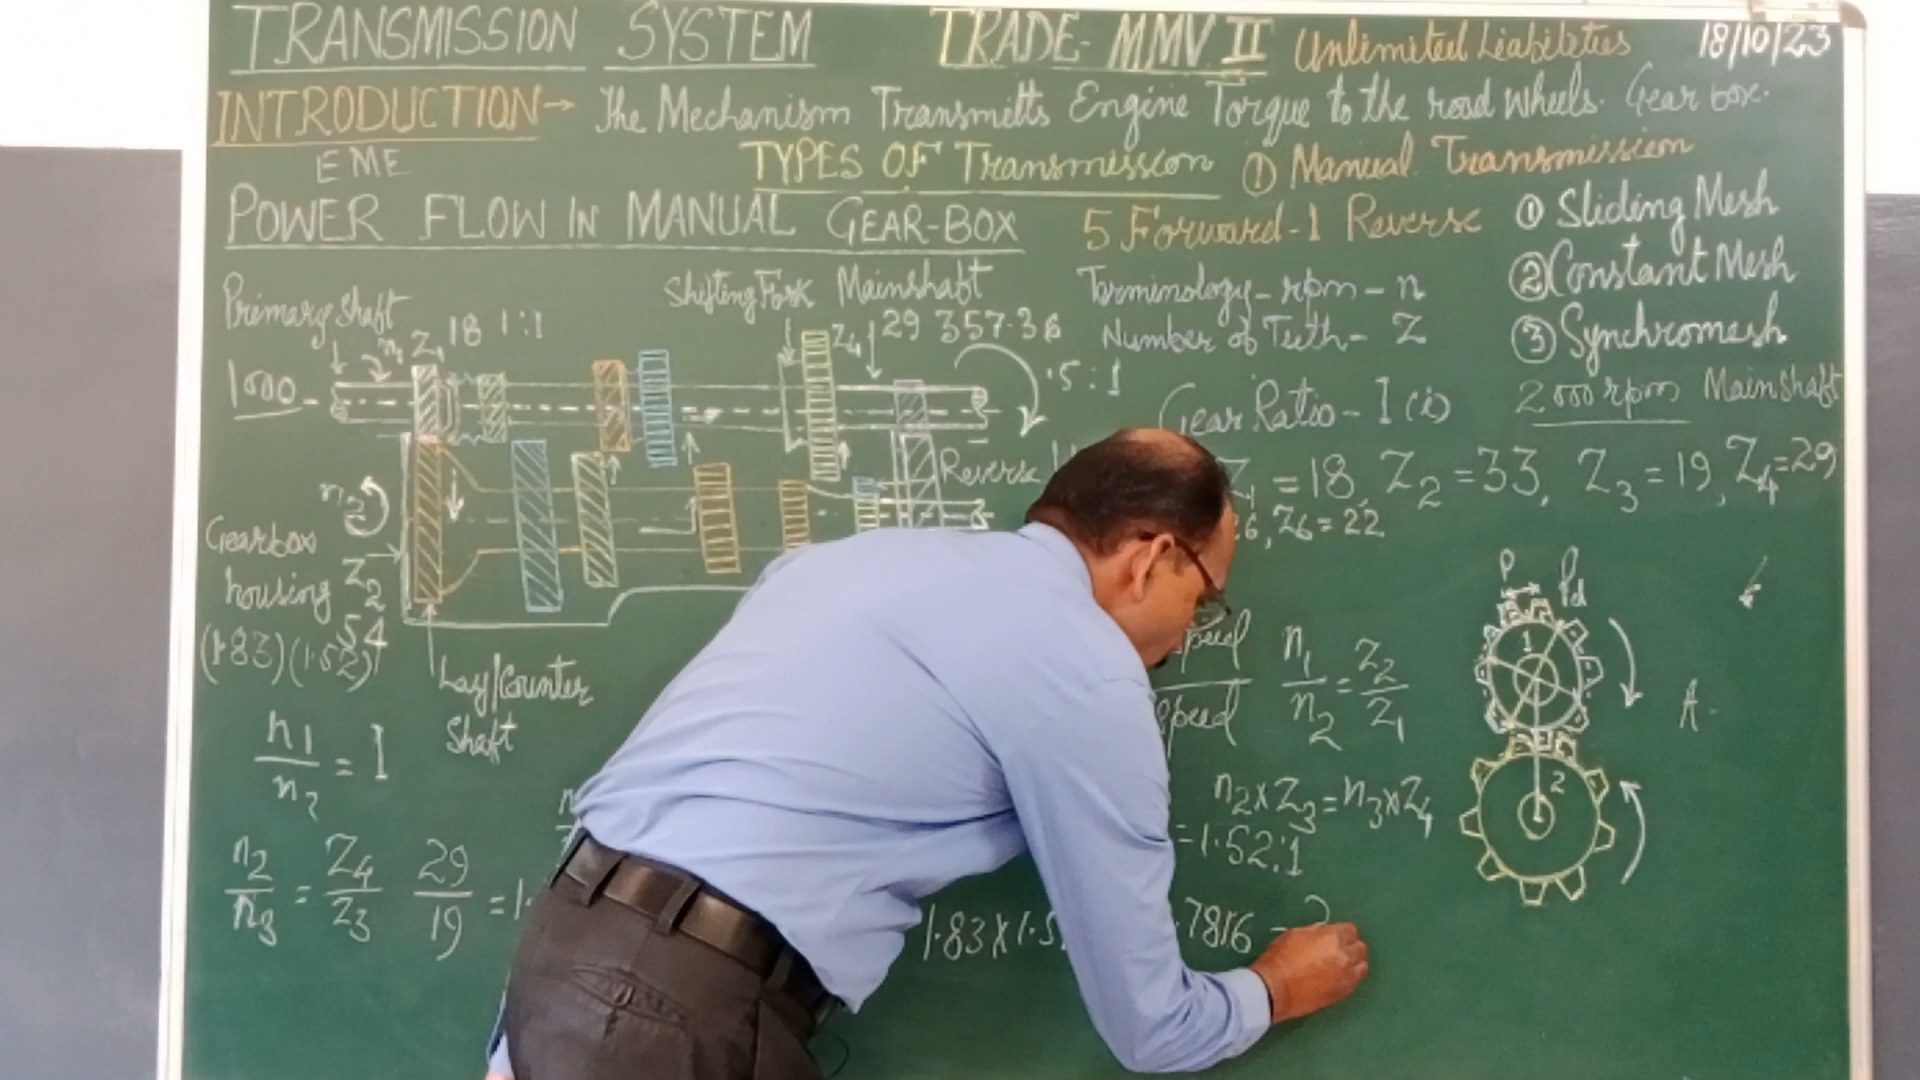 TRANSMISSION SYSTEM TRADE- MMV II Unlimited Liabilities 18/10/23
INTRODUCTION→ The Mechanism Transmitts Engine Torque to the road wheels. Gear box.
EME
TYPES OF Transmission ① Manual Transmission
POWER FLOW IN MANUAL GEAR-BOX
5 Forward-1 Reverse
① Sliding Mesh
② Constant Mesh
③ Synchromesh
Primary shaft
Shifting Fork Mainshaft
Terminology- rpm - n
n1 Z1 18 1:1
Z4 29 357.36
Number of Teeth- Z
1000
.5:1
Gear Ratio- I (i)
2000 rpm Mainshaft
Reverse
Z1 = 18, Z2 = 33, Z3 = 19, Z4 = 29
6, Z6 = 22
n2
Gearbox
housing
Z2
54
(1.83)(1.52)
Lay/Counter
Shaft
P Pd
1
2
A.
speed
speed
n1/n2 = Z2/Z1
n1/n2 = 1
n2×Z3 = n3×Z4
= 1.52:1
n2/n3 = Z4/Z3 29/19 = 1.
1.83×1.5
.7816